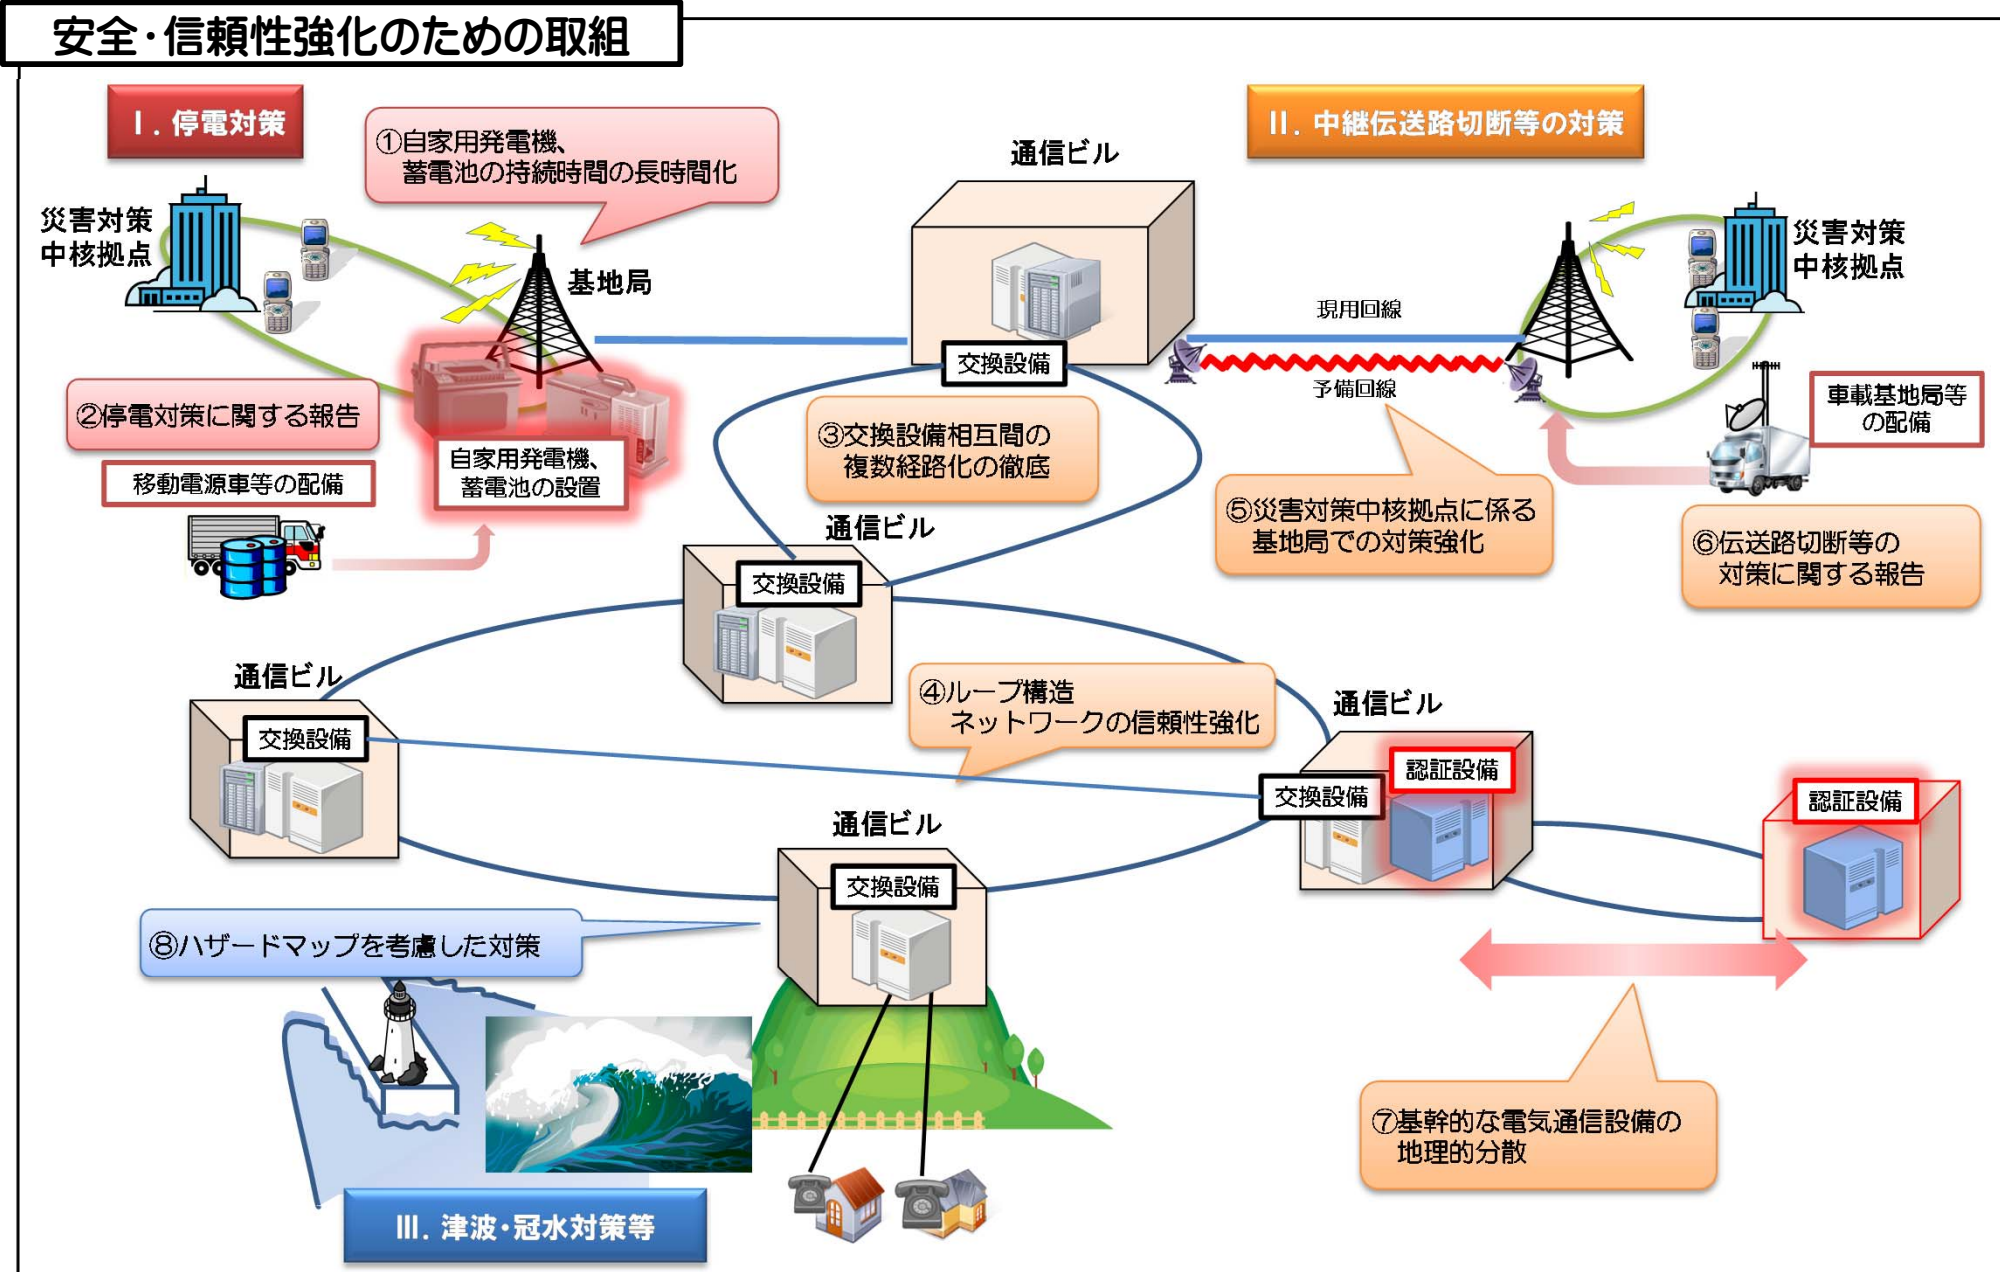 安全・信頼性強化のための取組
Ⅰ. 停電対策
①自家用発電機、
蓄電池の持続時間の長時間化
通信ビル
Ⅱ. 中継伝送路切断等の対策
災害対策
中核拠点
基地局
災害対策
中核拠点
現用回線
交換設備
予備回線
②停電対策に関する報告
移動電源車等の配備
自家用発電機、
蓄電池の設置
③交換設備相互間の
複数経路化の徹底
車載基地局等
の配備
⑤災害対策中核拠点に係る
基地局での対策強化
⑥伝送路切断等の
対策に関する報告
通信ビル
交換設備
通信ビル
交換設備
④ループ構造
ネットワークの信頼性強化
通信ビル
認証設備
交換設備
認証設備
通信ビル
交換設備
⑧ハザードマップを考慮した対策
⑦基幹的な電気通信設備の
地理的分散
Ⅲ. 津波・冠水対策等